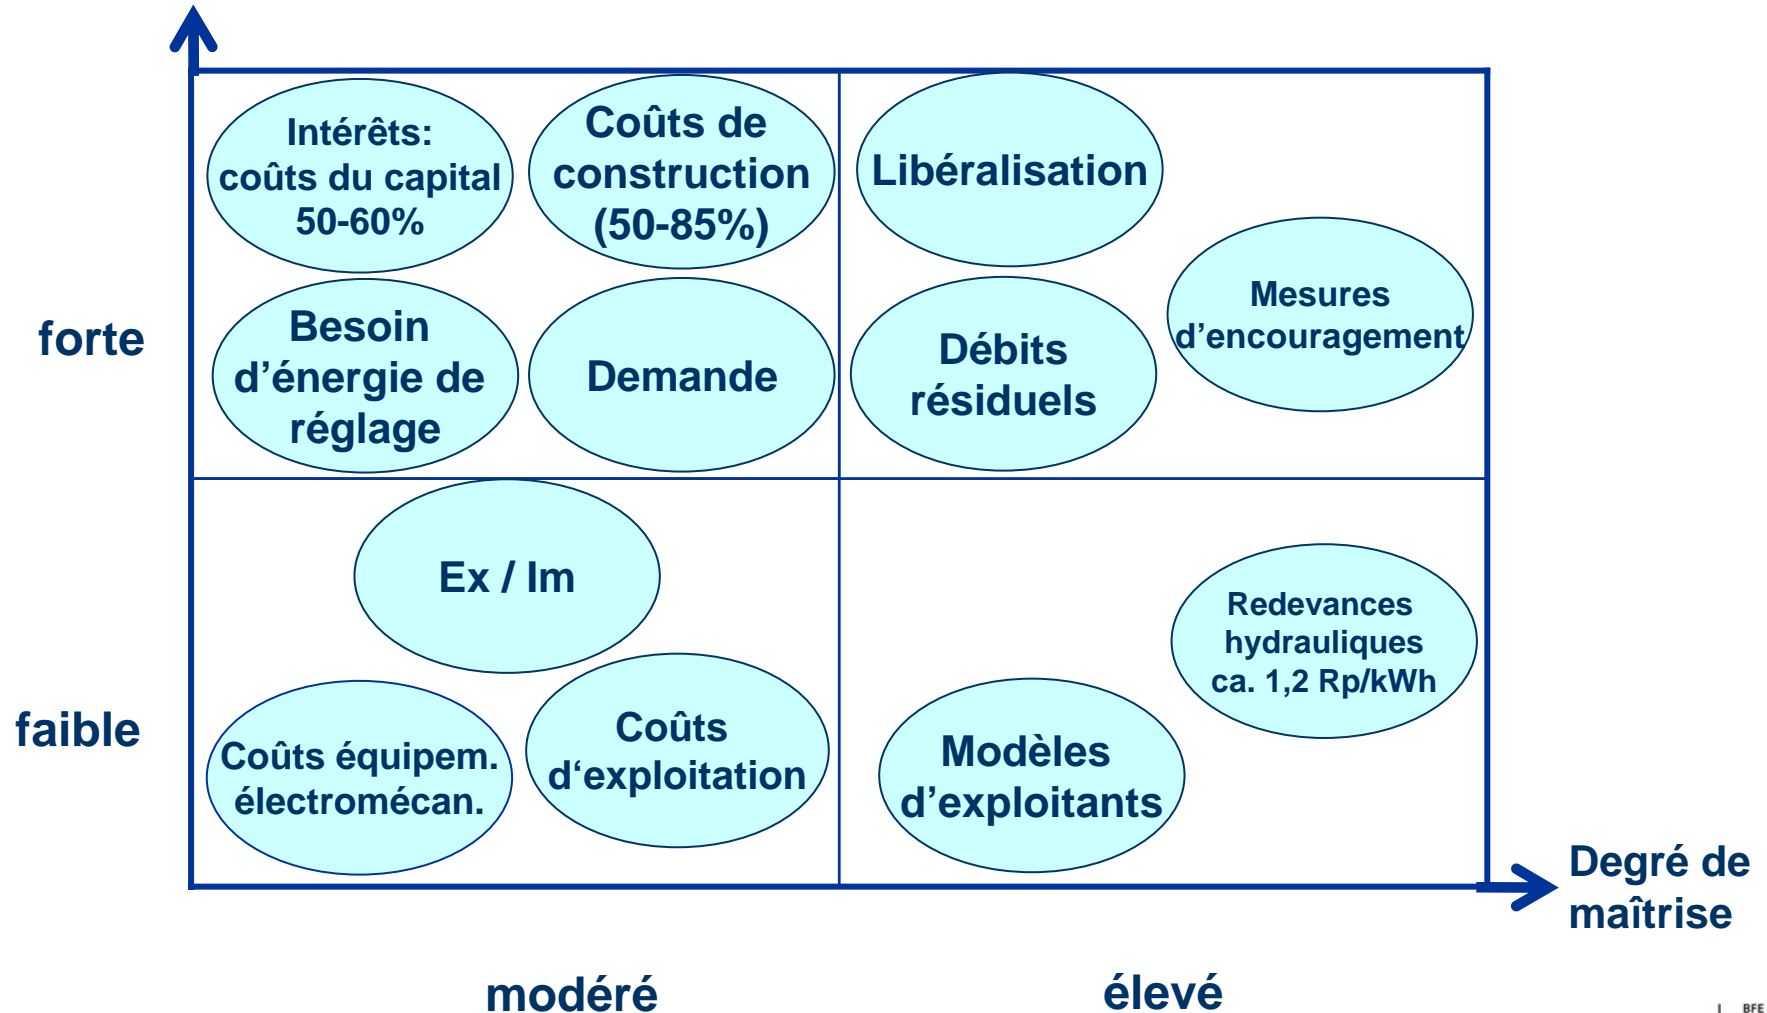 Intérêts:
coûts du capital
50-60%
Coûts de
construction
(50-85%)
Libéralisation
Mesures
d’encouragement
forte
Besoin
d’énergie de
réglage
Demande
Débits
résiduels
Ex / Im
Redevances
hydrauliques
ca. 1,2 Rp/kWh
faible
Coûts équipem.
électromécan.
Coûts
d‘exploitation
Modèles
d’exploitants
Degré de
maîtrise
modéré
élevé
BFE